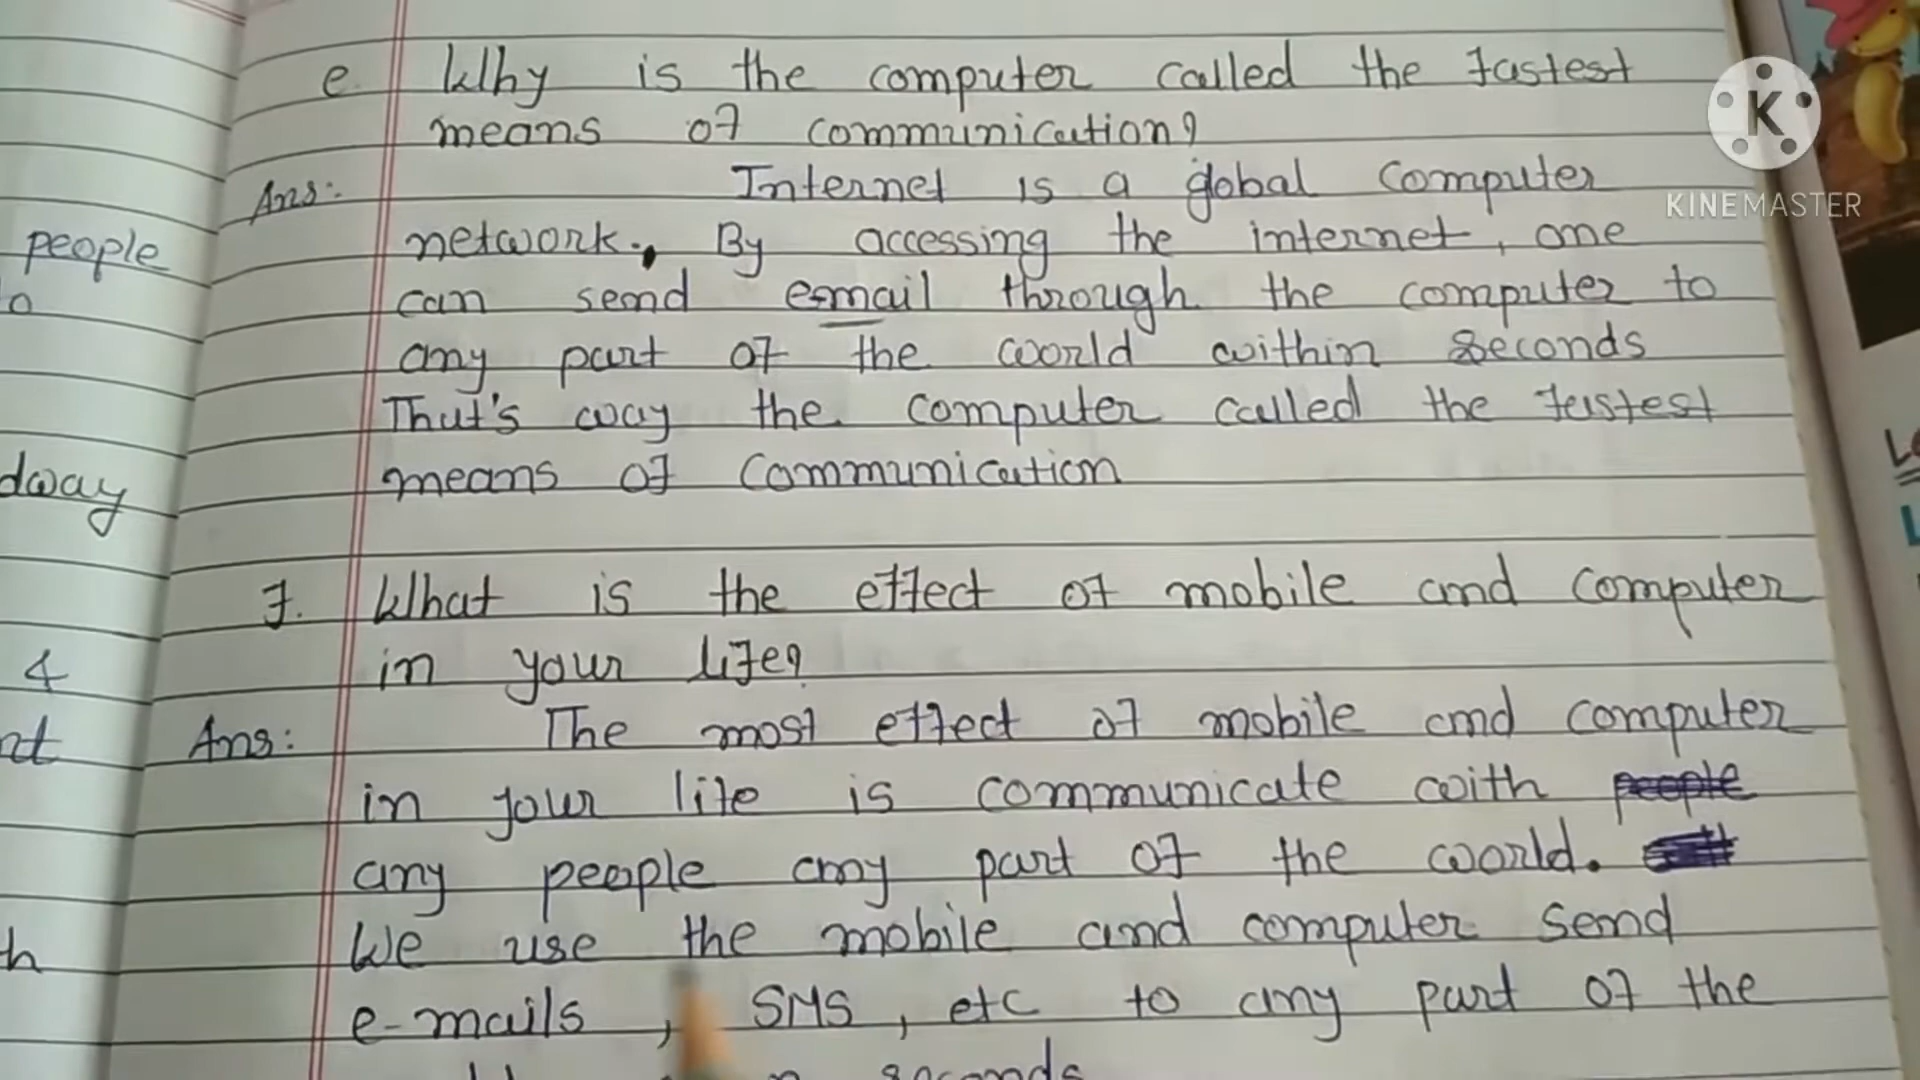 e. Why is the computer called the fastest
means of communication?
Ans:. Internet is a global computer
network. By accessing the internet, one
can send e-mail through the computer to
any part of the world within seconds
That's way the computer called the fastest
means of communication
f. What is the effect of mobile and computer
in your life?
Ans: The most effect of mobile and computer
in your life is communicate with people
any people any part of the world.
We use the mobile and computer send
e-mails, SMS, etc to any part of the
seconds
people
dway
4
nt
h
K
KINEMASTER